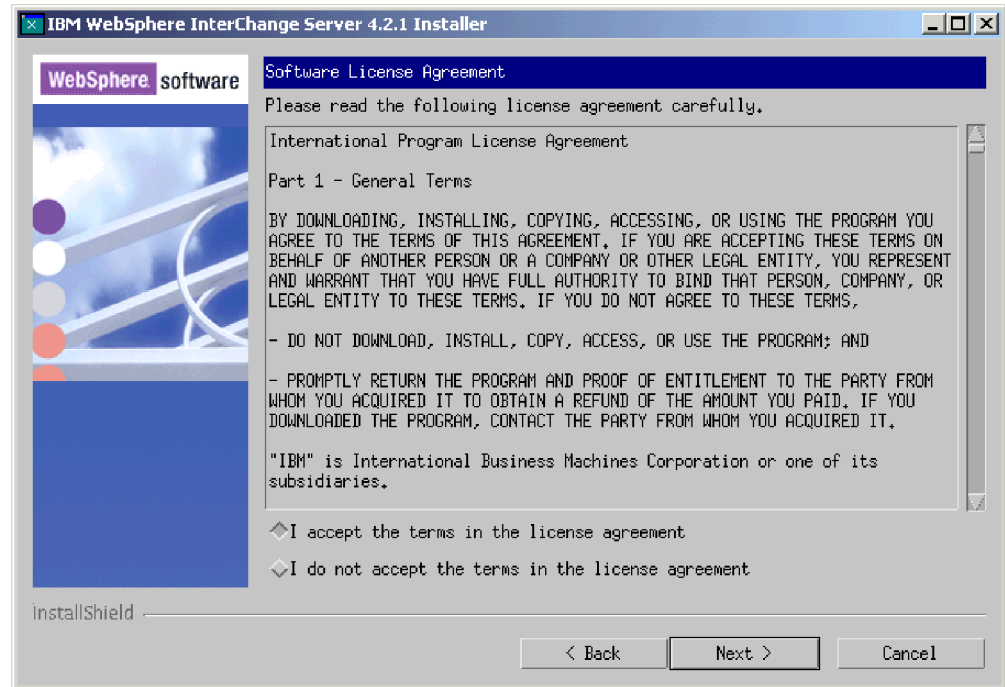 IBM WebSphere InterChange Server 4.2.1 Installer
WebSphere software
Software License Agreement
Please read the following license agreement carefully.
International Program License Agreement
Part 1 - General Terms
BY DOWNLOADING, INSTALLING, COPYING, ACCESSING, OR USING THE PROGRAM YOU
AGREE TO THE TERMS OF THIS AGREEMENT. IF YOU ARE ACCEPTING THESE TERMS ON
BEHALF OF ANOTHER PERSON OR A COMPANY OR OTHER LEGAL ENTITY, YOU REPRESENT
AND WARRANT THAT YOU HAVE FULL AUTHORITY TO BIND THAT PERSON, COMPANY, OR
LEGAL ENTITY TO THESE TERMS. IF YOU DO NOT AGREE TO THESE TERMS,
- DO NOT DOWNLOAD, INSTALL, COPY, ACCESS, OR USE THE PROGRAM; AND
- PROMPTLY RETURN THE PROGRAM AND PROOF OF ENTITLEMENT TO THE PARTY FROM
WHOM YOU ACQUIRED IT TO OBTAIN A REFUND OF THE AMOUNT YOU PAID. IF YOU
DOWNLOADED THE PROGRAM, CONTACT THE PARTY FROM WHOM YOU ACQUIRED IT.
"IBM" is International Business Machines Corporation or one of its
subsidiaries.
I accept the terms in the license agreement
I do not accept the terms in the license agreement
InstallShield
< Back
Next >
Cancel